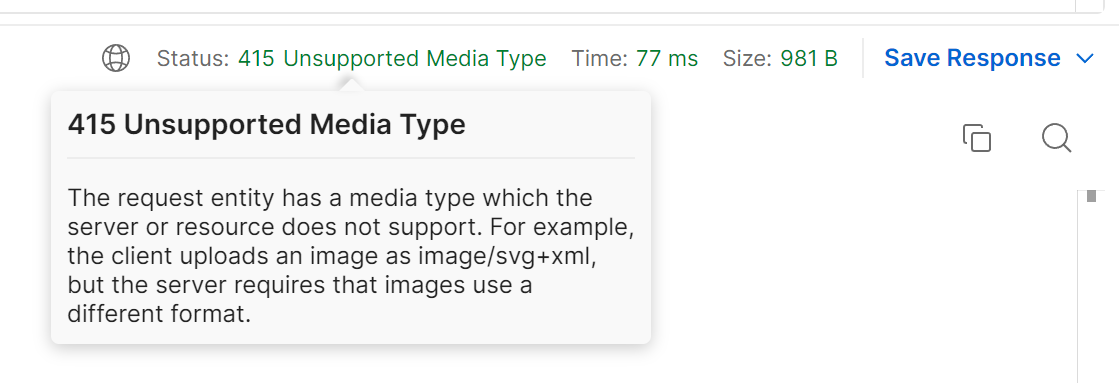 Status: 415 Unsupported Media Type Time: 77 ms Size: 981 B Save Response
415 Unsupported Media Type
The request entity has a media type which the
server or resource does not support. For example,
the client uploads an image as image/svg+xml,
but the server requires that images use a
different format.